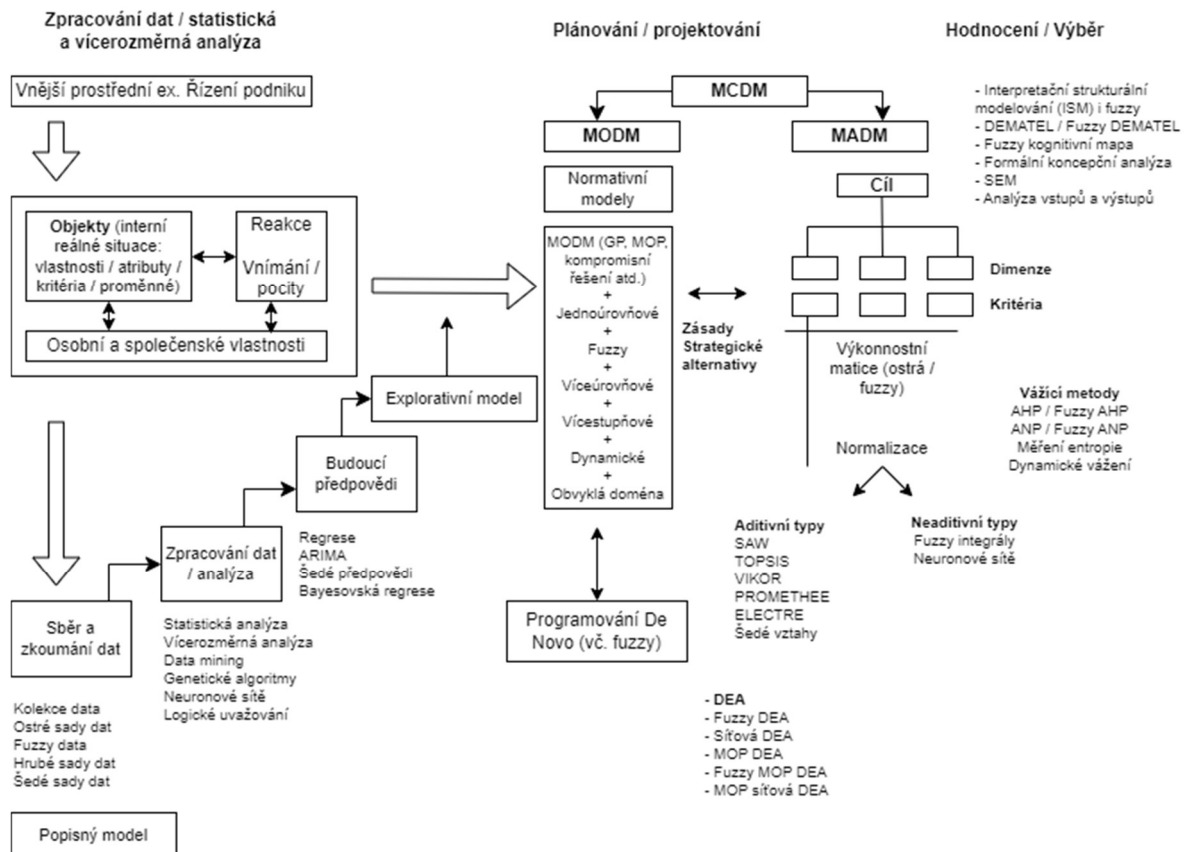 Zpracování dat / statistická
a vícerozměrná analýza
Vnější prostřední ex. Řízení podniku
Objekty (interní
reálné situace:
vlastnosti / atributy /
kritéria / proměnné)
Reakce
Vnímání /
pocity
Osobní a společenské vlastnosti
Explorativní model
Budoucí
předpovědi
Regrese
ARIMA
Šedé předpovědi
Bayesovská regrese
Zpracování dat
/ analýza
Statistická analýza
Vícerozměrná analýza
Data mining
Genetické algoritmy
Neuronové sítě
Logické uvažování
Sběr a
zkoumání dat
Kolekce data
Ostré sady dat
Fuzzy data
Hrubé sady dat
Šedé sady dat
Popisný model
Plánování / projektování
MCDM
MODM
MADM
Normativní
modely
MODM (GP, MOP,
kompromisní
řešení atd.)
+
Jednoúrovňové
+
Fuzzy
+
Víceúrovňové
+
Vícestupňové
+
Dynamické
+
Obvyklá doména
Programování De
Novo (vč. fuzzy)
Zásady
Strategické
alternativy
Cíl
Dimenze
Kritéria
Výkonnostní
matice (ostrá /
fuzzy)
Normalizace
Aditivní typy
SAW
TOPSIS
VIKOR
PROMETHEE
ELECTRE
Šedé vztahy
Neaditivní typy
Fuzzy integrály
Neuronové sítě
- DEA
- Fuzzy DEA
- Síťová DEA
- MOP DEA
- Fuzzy MOP DEA
- MOP síťová DEA
Hodnocení / Výběr
- Interpretační strukturální
modelování (ISM) i fuzzy
- DEMATEL / Fuzzy DEMATEL
- Fuzzy kognitivní mapa
- Formální koncepční analýza
- SEM
- Analýza vstupů a výstupů
Vážící metody
AHP / Fuzzy AHP
ANP / Fuzzy ANP
Měření entropie
Dynamické vážení